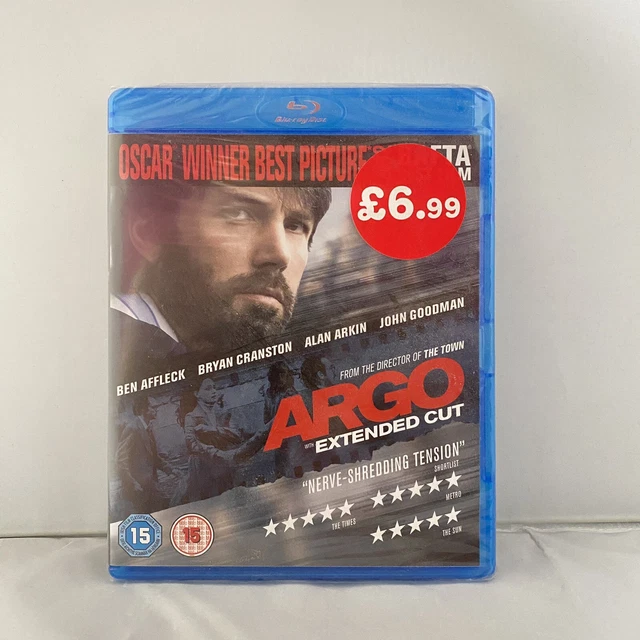 Blu-ray Disc
OSCAR WINNER BEST PICTURE
£6.99
BEN AFFLECK BRYAN CRANSTON ALAN ARKIN JOHN GOODMAN
FROM THE DIRECTOR OF THE TOWN
ARGO
WITH EXTENDED CUT
"NERVE-SHREDDING TENSION"
SHORTLIST
METRO
THE TIMES
THE SUN
15
15